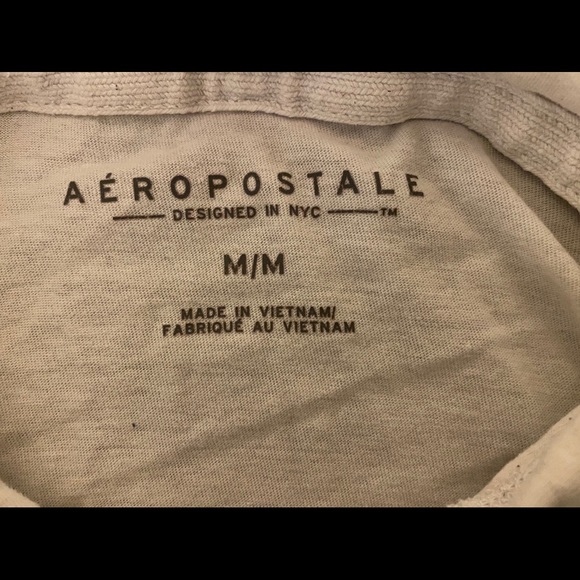 AÉROPOSTALE
DESIGNED IN NYC ™
M/M
MADE IN VIETNAM/
FABRIQUÉ AU VIETNAM